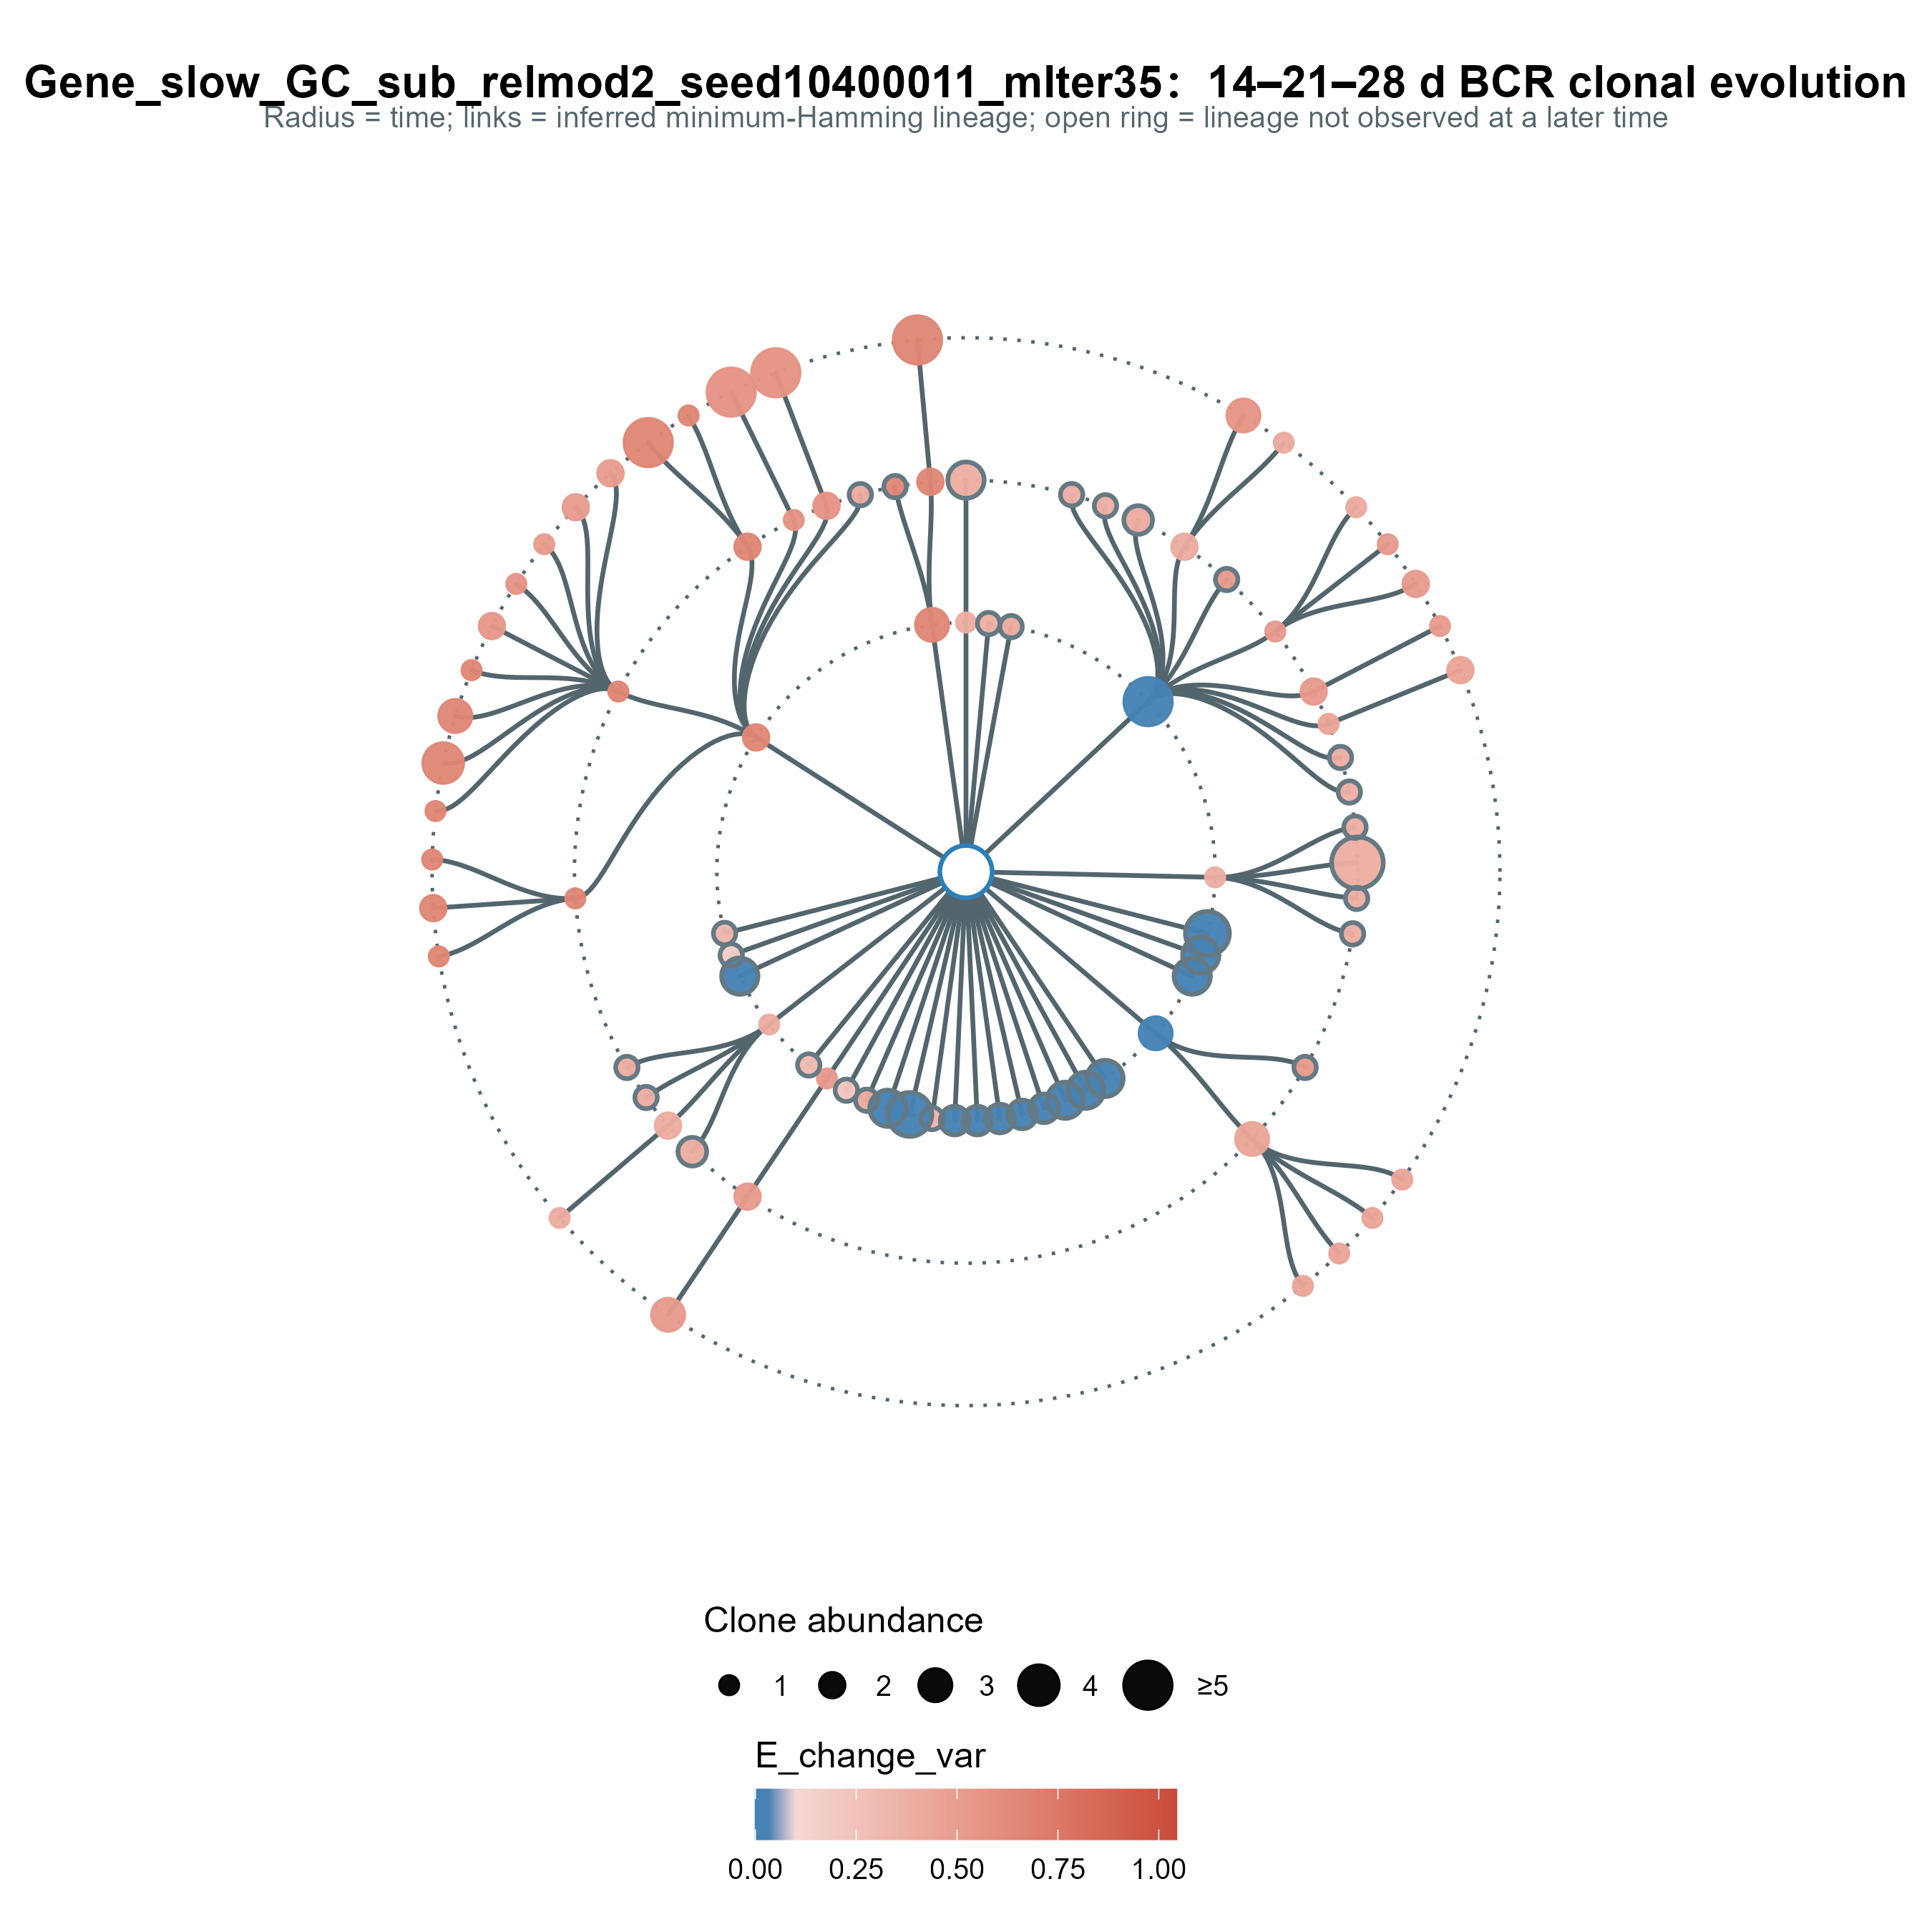 Gene_slow_GC_sub_relmod2_seed10400011_mIter35: 14–21–28 d BCR clonal evolution
Radius = time; links = inferred minimum-Hamming lineage; open ring = lineage not observed at a later time
Clone abundance
1 2 3 4 ≥5
E_change_var
0.00 0.25 0.50 0.75 1.00